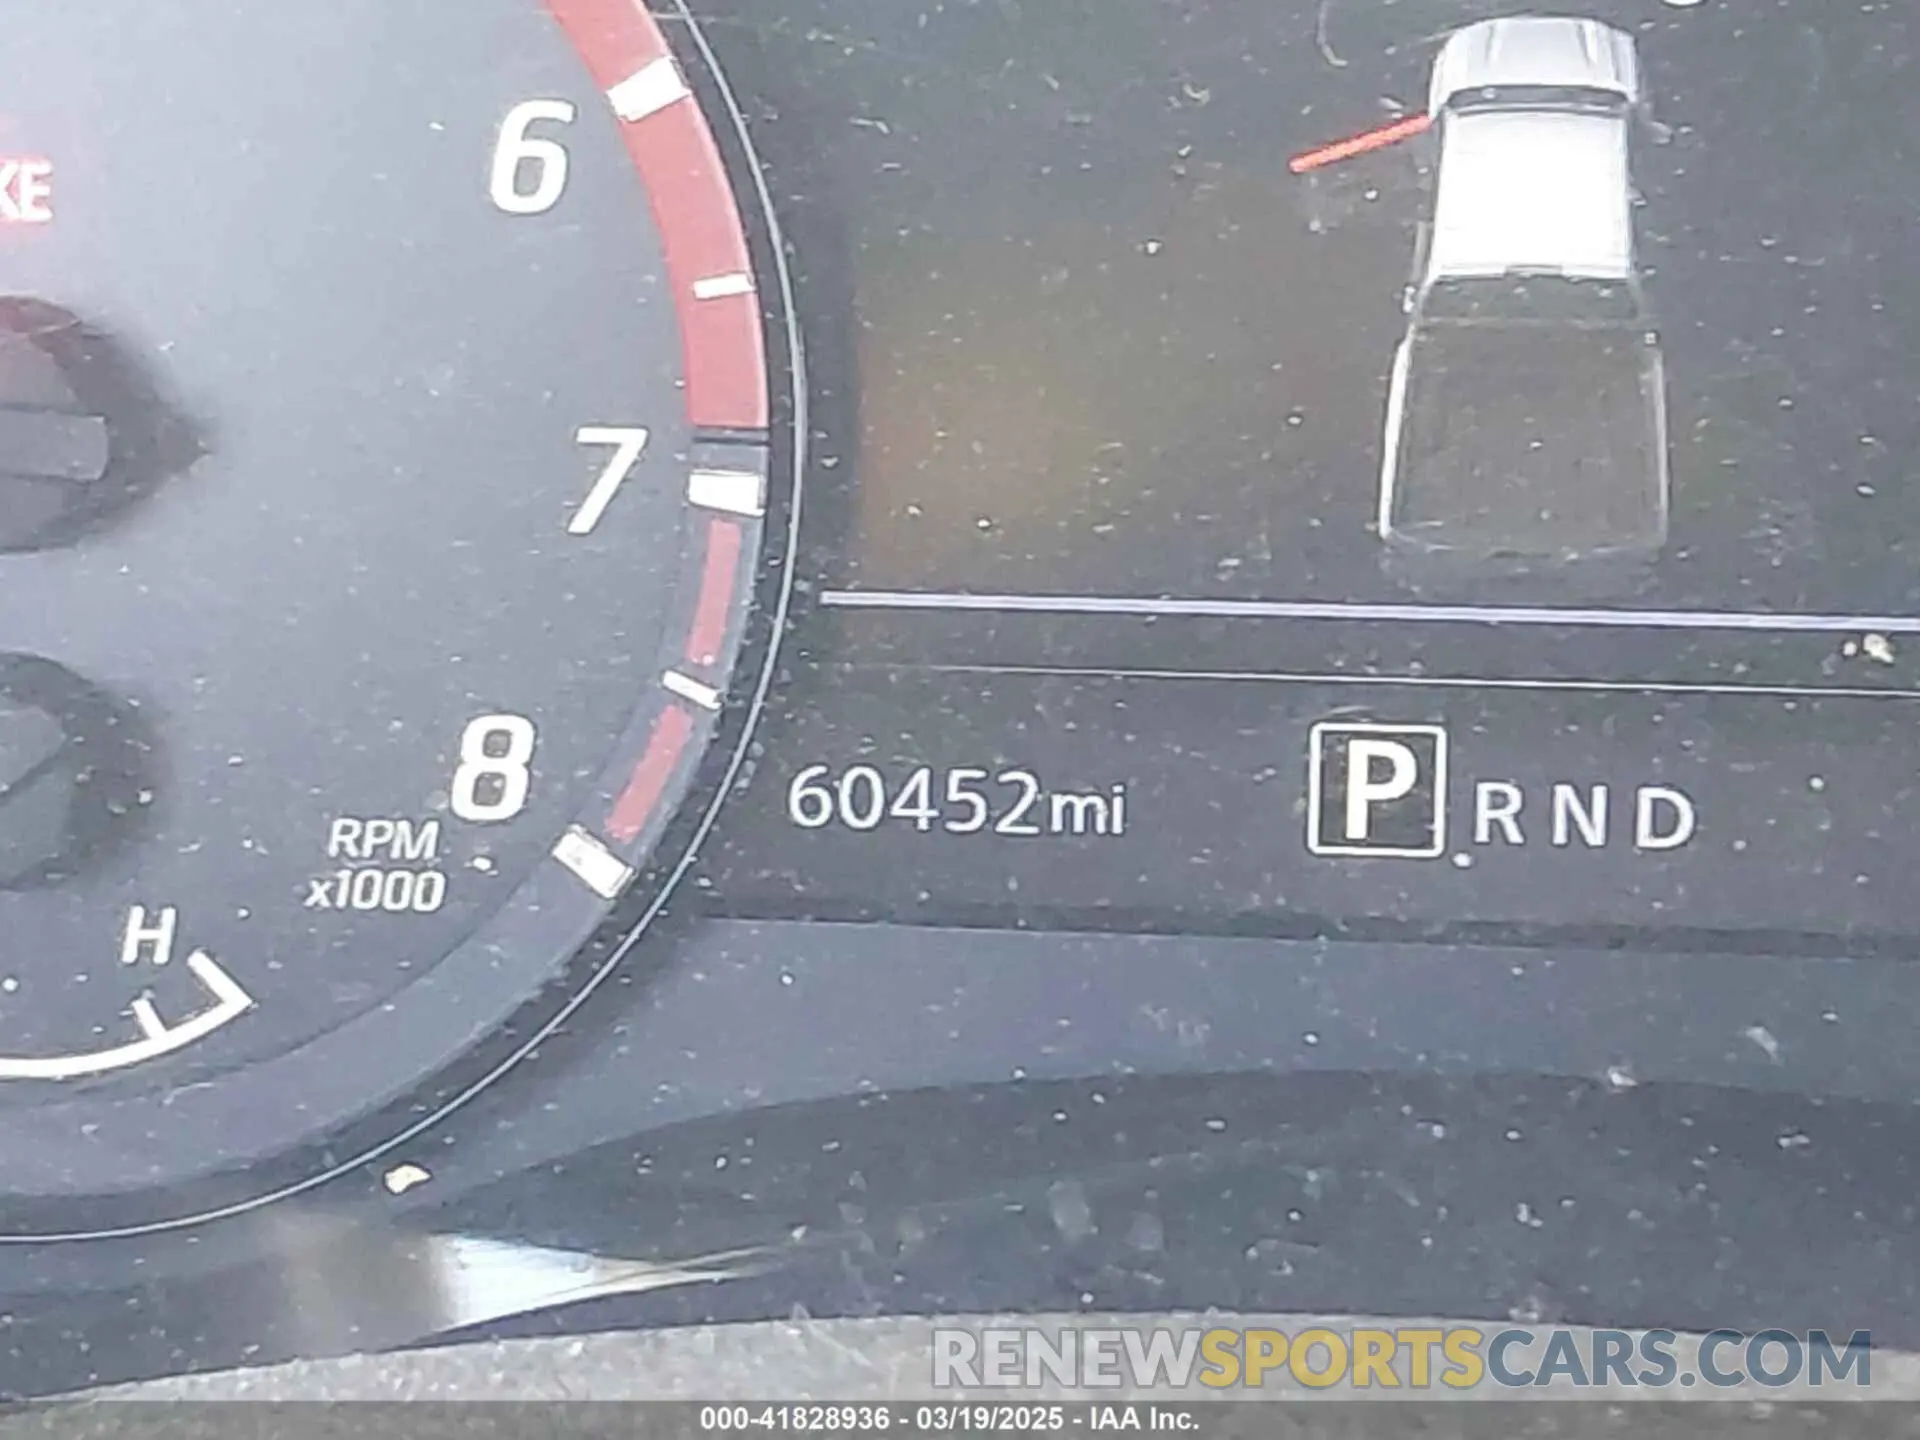 KE
6
7
8
RPM
x1000
H
60452mi
P R N D
RENEWSPORTSCARS.COM
000-41828936 - 03/19/2025 - IAA Inc.